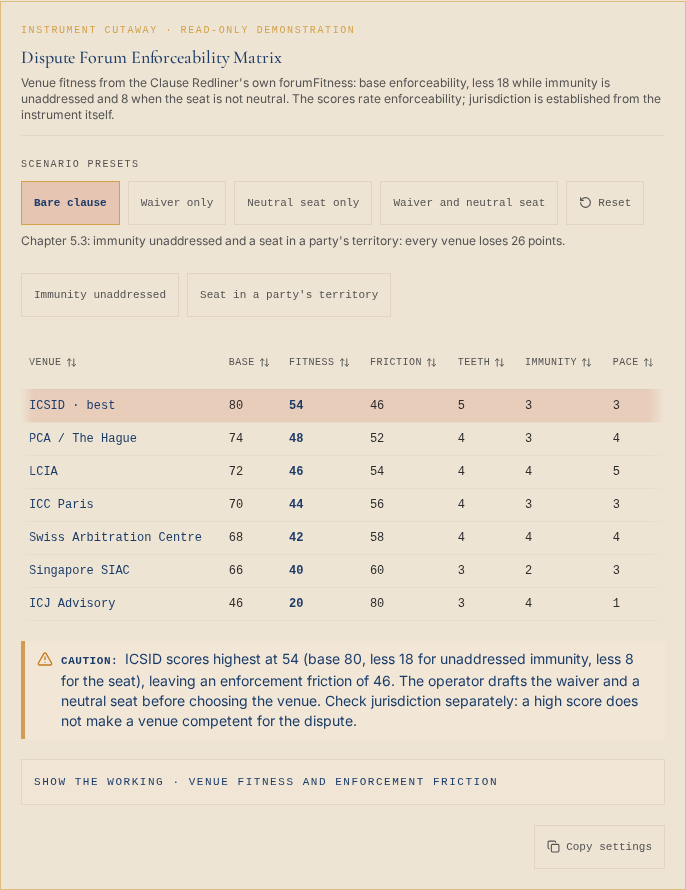 INSTRUMENT CUTAWAY · READ-ONLY DEMONSTRATION
Dispute Forum Enforceability Matrix
Venue fitness from the Clause Redliner's own forumFitness: base enforceability, less 18 while immunity is
unaddressed and 8 when the seat is not neutral. The scores rate enforceability; jurisdiction is established from the
instrument itself.
SCENARIO PRESETS
Bare clause Waiver only Neutral seat only Waiver and neutral seat Reset
Chapter 5.3: immunity unaddressed and a seat in a party's territory: every venue loses 26 points.
Immunity unaddressed Seat in a party's territory
VENUE BASE FITNESS FRICTION TEETH IMMUNITY PACE
ICSID · best 80 54 46 5 3 3
PCA / The Hague 74 48 52 4 3 4
LCIA 72 46 54 4 4 5
ICC Paris 70 44 56 4 3 3
Swiss Arbitration Centre 68 42 58 4 4 4
Singapore SIAC 66 40 60 3 2 3
ICJ Advisory 46 20 80 3 4 1
CAUTION: ICSID scores highest at 54 (base 80, less 18 for unaddressed immunity, less 8
for the seat), leaving an enforcement friction of 46. The operator drafts the waiver and a
neutral seat before choosing the venue. Check jurisdiction separately: a high score does
not make a venue competent for the dispute.
SHOW THE WORKING · VENUE FITNESS AND ENFORCEMENT FRICTION
Copy settings